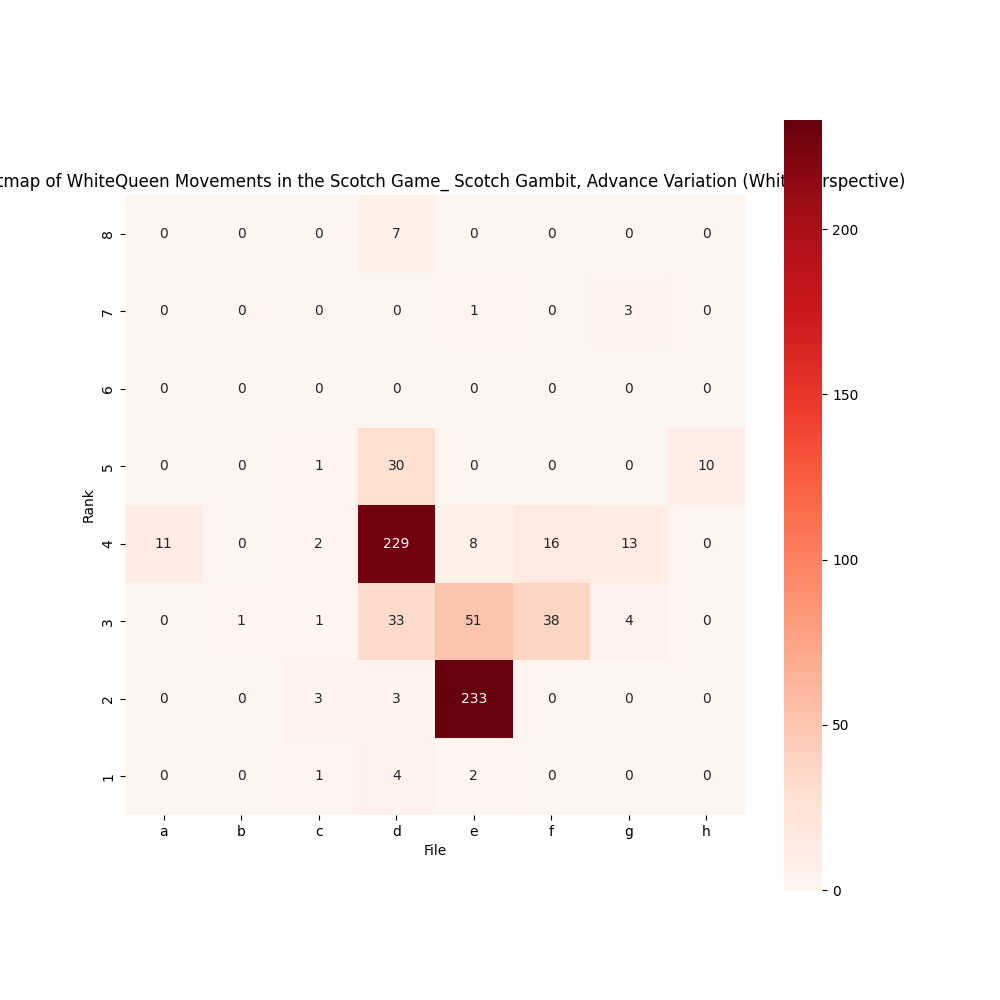 tmap of WhiteQueen Movements in the Scotch Game_ Scotch Gambit, Advance Variation (Whit rspective)
8 0 0 0 7 0 0 0 0
7 0 0 0 0 1 0 3 0
6 0 0 0 0 0 0 0 0
5 0 0 1 30 0 0 0 10
4 11 0 2 229 8 16 13 0
3 0 1 1 33 51 38 4 0
2 0 0 3 3 233 0 0 0
1 0 0 1 4 2 0 0 0
a b c d e f g h
File
Rank
200
150
100
50
0